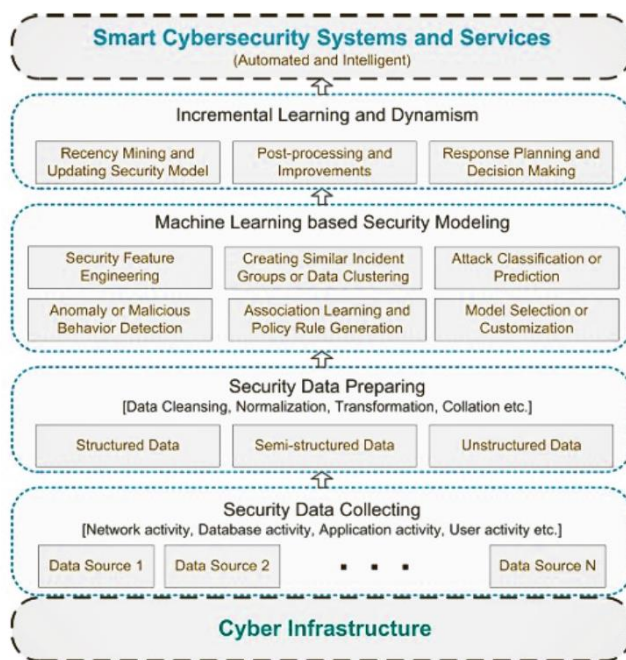 Smart Cybersecurity Systems and Services
(Automated and Intelligent)
Incremental Learning and Dynamism
Recency Mining and
Updating Security Model
Post-processing and
Improvements
Response Planning and
Decision Making
Machine Learning based Security Modeling
Security Feature
Engineering
Creating Similar Incident
Groups or Data Clustering
Attack Classification or
Prediction
Anomaly or Malicious
Behavior Detection
Association Learning and
Policy Rule Generation
Model Selection or
Customization
Security Data Preparing
[Data Cleansing, Normalization, Transformation, Collation etc.]
Structured Data
Semi-structured Data
Unstructured Data
Security Data Collecting
[Network activity, Database activity, Application activity, User activity etc.]
Data Source 1
Data Source 2
. . .
Data Source N
Cyber Infrastructure